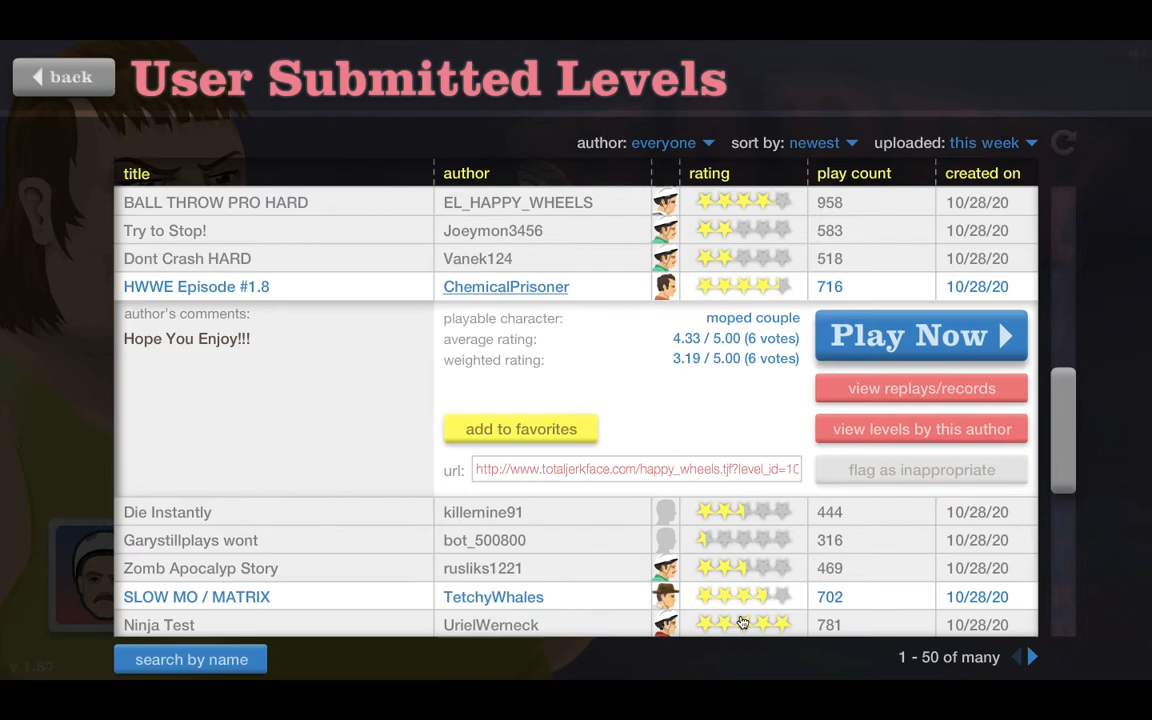 back
User Submitted Levels
author: everyone sort by: newest uploaded: this week
title author rating play count created on
BALL THROW PRO HARD EL_HAPPY_WHEELS 958 10/28/20
Try to Stop! Joeymon3456 583 10/28/20
Dont Crash HARD Vanek124 518 10/28/20
HWWE Episode #1.8 ChemicalPrisoner 716 10/28/20
author's comments:
Hope You Enjoy!!!
playable character: moped couple
average rating: 4.33 / 5.00 (6 votes)
weighted rating: 3.19 / 5.00 (6 votes)
Play Now
view replays/records
add to favorites
view levels by this author
url: http://www.totaljerkface.com/happy_wheels.tjf?level_id=10
flag as inappropriate
Die Instantly killermine91 444 10/28/20
Garystillplays wont bot_500800 316 10/28/20
Zomb Apocalyp Story rusliks1221 469 10/28/20
SLOW MO / MATRIX TetchyWhales 702 10/28/20
Ninja Test UrielWerneck 781 10/28/20
search by name
1 - 50 of many
v 1.87